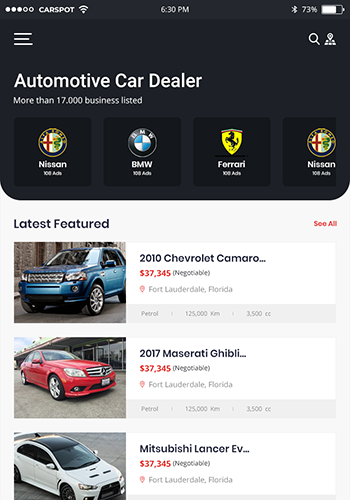 CARSPOT 6:30 PM 73%
Automotive Car Dealer
More than 17.000 business listed
Nissan BMW Ferrari Nissan
108 Ads 108 Ads 108 Ads 108 Ads
Latest Featured See All
2010 Chevrolet Camaro...
$37,345 (Negotiable)
Fort Lauderdale, Florida
Petrol 125,000 Km 3,500 cc
2017 Maserati Ghibli...
$37,345 (Negotiable)
Fort Lauderdale, Florida
Petrol 125,000 Km 3,500 cc
Mitsubishi Lancer Ev...
$37,345 (Negotiable)
Fort Lauderdale, Florida